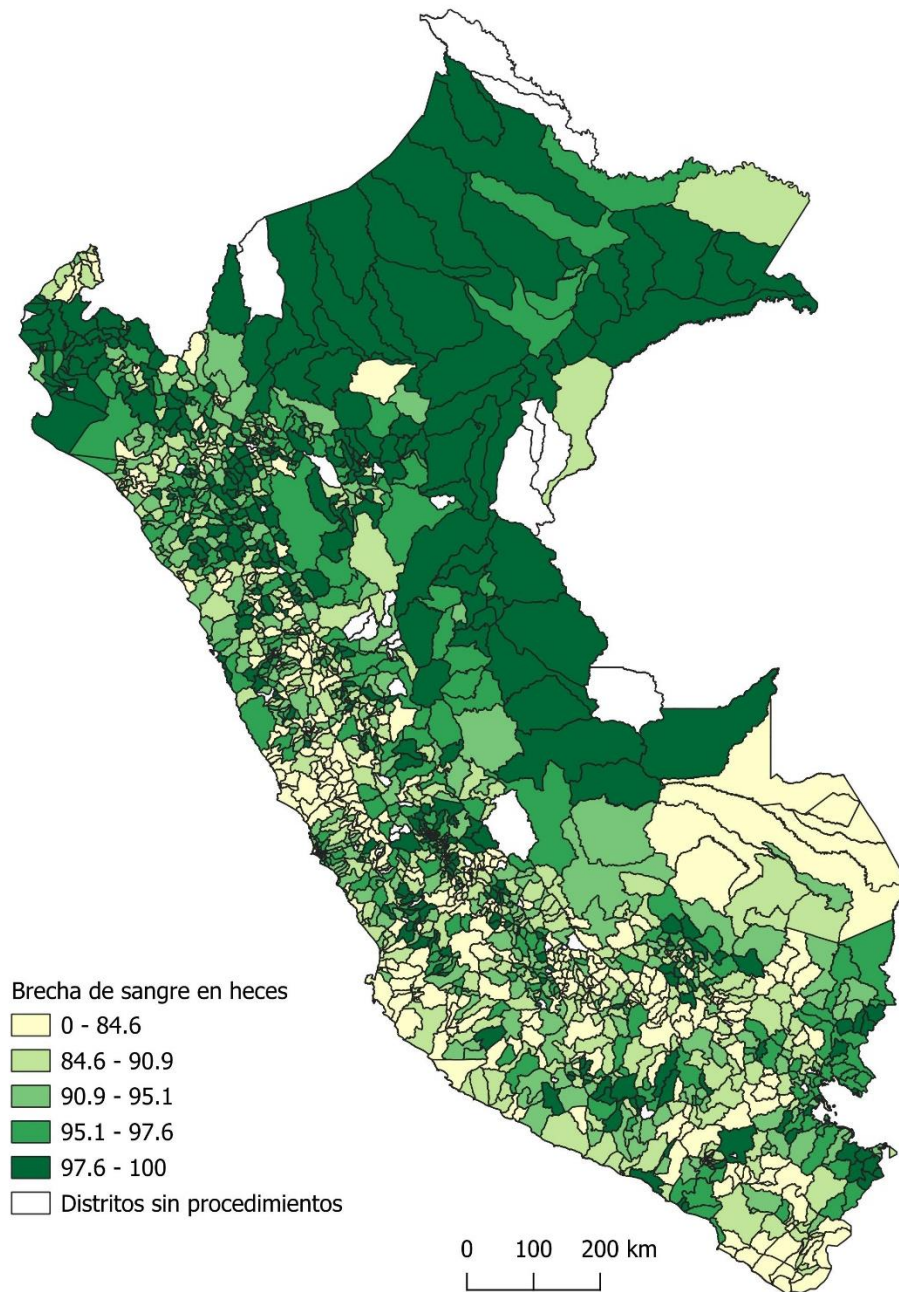 Brecha de sangre en heces
0 - 84.6
84.6 - 90.9
90.9 - 95.1
95.1 - 97.6
97.6 - 100
Distritos sin procedimientos
0 100 200 km